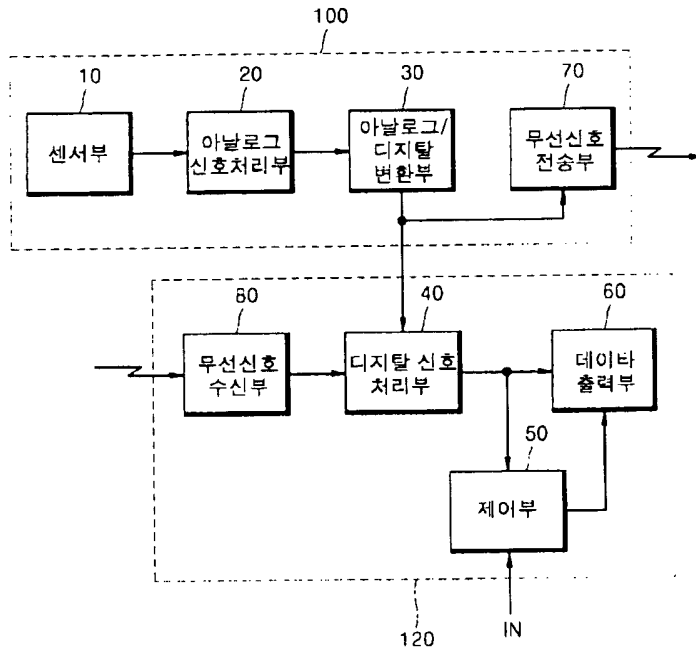 100
10
20
30
70
센서부
아날로그
신호처리부
아날로그/
디지탈
변환부
무선신호
전송부
80
40
60
무선신호
수신부
디지탈 신호
처리부
데이타
출력부
50
제어부
120
IN